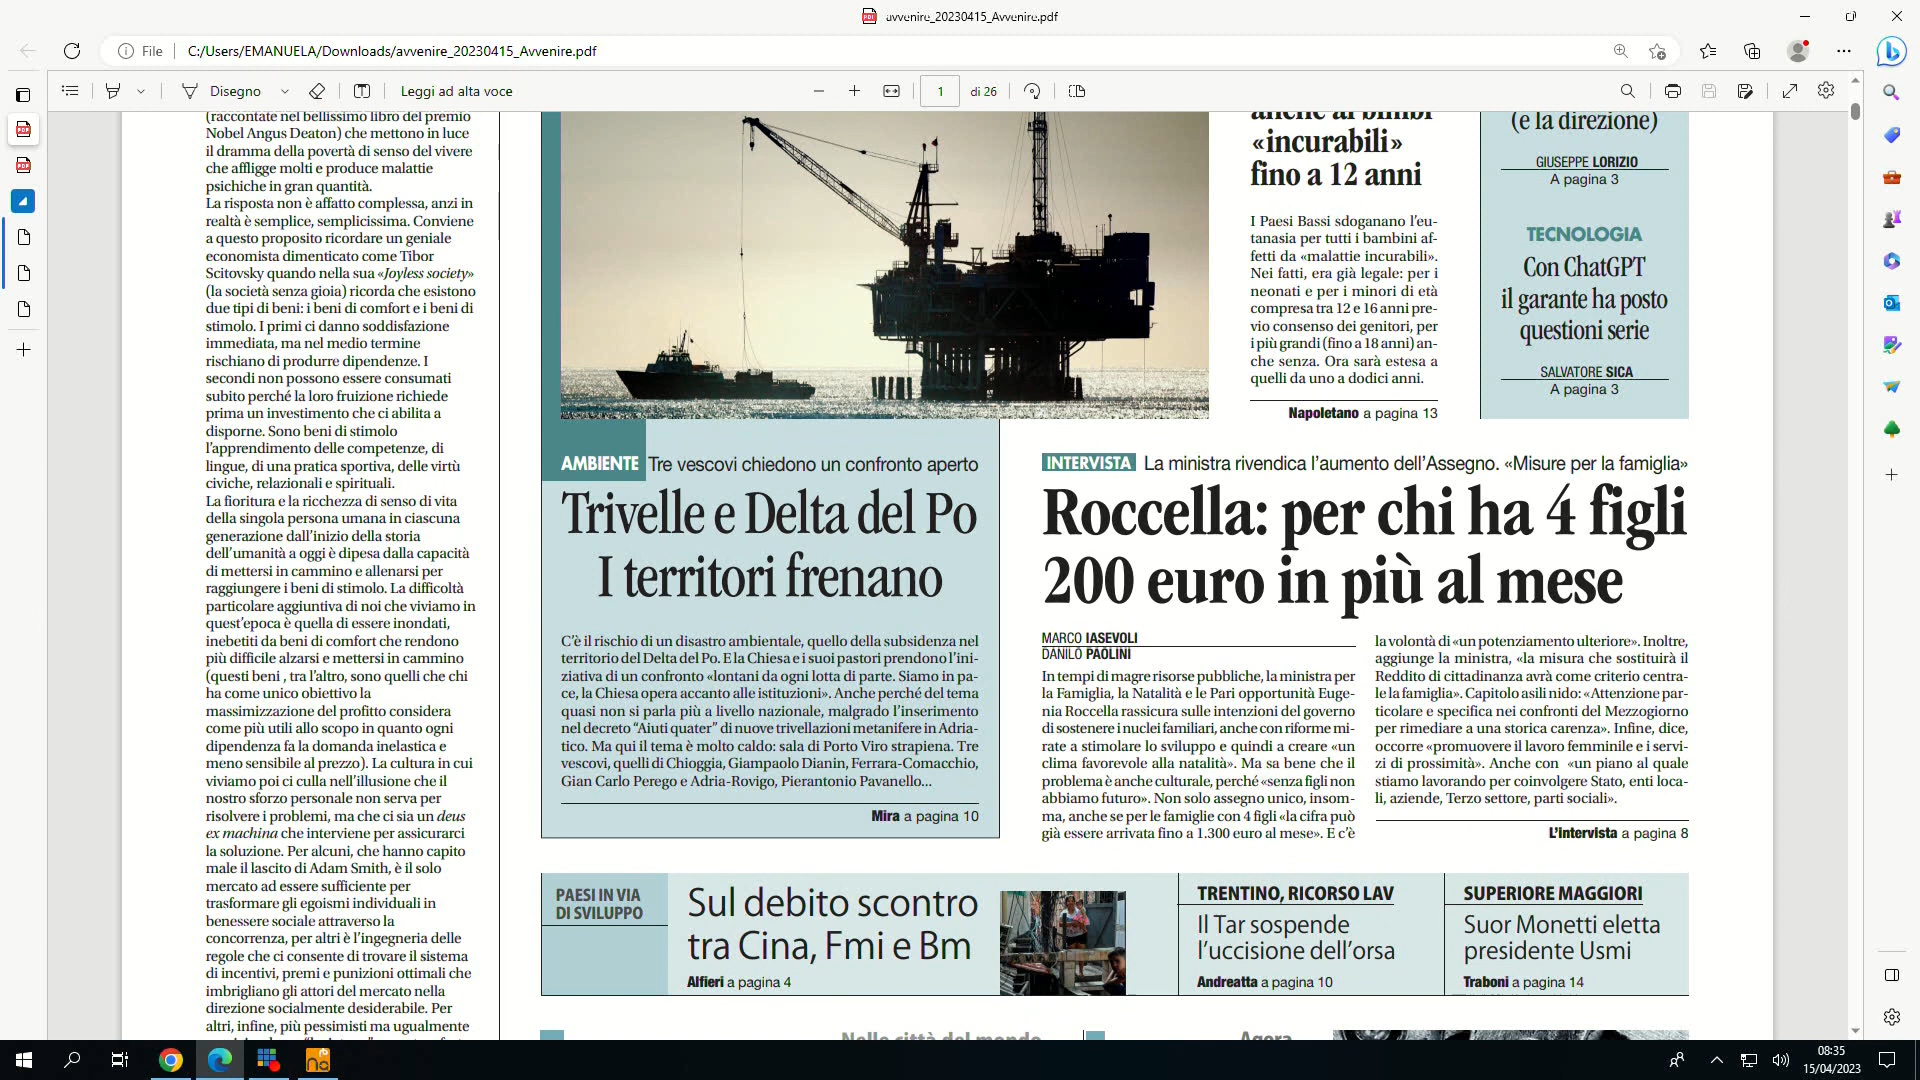 avvenire_20230415_Avvenire.pdf
File
C:/Users/EMANUELA/Downloads/avvenire_20230415_Avvenire.pdf
Disegno
Leggi ad alta voce
1
di 26
(raccontate nel bellissimo libro del premio
Nobel Angus Deaton) che mettono in luce
il dramma della povertà di senso del vivere
che affligge molti e produce malattie
psichiche in gran quantità.
La risposta non è affatto complessa, anzi in
realtà è semplice, semplicissima. Conviene
a questo proposito ricordare un geniale
economista dimenticato come Tibor
Scitovsky quando nella sua «Joyless society»
(la società senza gioia) ricorda che esistono
due tipi di beni: i beni di comfort e i beni di
stimolo. I primi ci danno soddisfazione
immediata, ma nel medio termine
rischiano di produrre dipendenze. I
secondi non possono essere consumati
subito perché la loro fruizione richiede
prima un investimento che ci abilita a
disporne. Sono beni di stimolo
l'apprendimento delle competenze, di
lingue, di una pratica sportiva, delle virtù
civiche, relazionali e spirituali.
La fioritura e la ricchezza di senso di vita
della singola persona umana in ciascuna
generazione dall'inizio della storia
dell'umanità a oggi è dipesa dalla capacità
di mettersi in cammino e allenarsi per
raggiungere i beni di stimolo. La difficoltà
particolare aggiuntiva di noi che viviamo in
quest'epoca è quella di essere inondati,
inebetiti da beni di comfort che rendono
più difficile alzarsi e mettersi in cammino
(questi beni , tra l'altro, sono quelli che chi
ha come unico obiettivo la
massimizzazione del profitto considera
come più utili allo scopo in quanto ogni
dipendenza fa la domanda inelastica e
meno sensibile al prezzo). La cultura in cui
viviamo poi ci culla nell'illusione che il
nostro sforzo personale non serva per
risolvere i problemi, ma che ci sia un deus
ex machina che interviene per assicurarci
la soluzione. Per alcuni, che hanno capito
male il lascito di Adam Smith, è il solo
mercato ad essere sufficiente per
trasformare gli egoismi individuali in
benessere sociale attraverso la
concorrenza, per altri è l'ingegneria delle
regole che ci consente di trovare il sistema
di incentivi, premi e punizioni ottimali che
imbrigliano gli attori del mercato nella
direzione socialmente desiderabile. Per
altri, infine, più pessimisti ma ugualmente
anche ai bimbi
«incurabili»
fino a 12 anni
I Paesi Bassi sdoganano l'eu-
tanasia per tutti i bambini af-
fetti da «malattie incurabili».
Nei fatti, era già legale: per i
neonati e per i minori di età
compresa tra 12 e 16 anni pre-
vio consenso dei genitori, per
i più grandi (fino a 18 anni) an-
che senza. Ora sarà estesa a
quelli da uno a dodici anni.
Napoletano a pagina 13
(e la direzione)
GIUSEPPE LORIZIO
A pagina 3
TECNOLOGIA
Con ChatGPT
il garante ha posto
questioni serie
SALVATORE SICA
A pagina 3
AMBIENTE Tre vescovi chiedono un confronto aperto
Trivelle e Delta del Po
I territori frenano
C'è il rischio di un disastro ambientale, quello della subsidenza nel
territorio del Delta del Po. E la Chiesa e i suoi pastori prendono l'ini-
ziativa di un confronto «lontani da ogni lotta di parte. Siamo in pa-
ce, la Chiesa opera accanto alle istituzioni». Anche perché del tema
quasi non si parla più a livello nazionale, malgrado l'inserimento
nel decreto "Aiuti quater" di nuove trivellazioni metanifere in Adria-
tico. Ma qui il tema è molto caldo: sala di Porto Viro strapiena. Tre
vescovi, quelli di Chioggia, Giampaolo Dianin, Ferrara-Comacchio,
Gian Carlo Perego e Adria-Rovigo, Pierantonio Pavanello...
Mira a pagina 10
INTERVISTA La ministra rivendica l'aumento dell'Assegno. «Misure per la famiglia»
Roccella: per chi ha 4 figli
200 euro in più al mese
MARCO IASEVOLI
DANILO PAOLINI
In tempi di magre risorse pubbliche, la ministra per
la Famiglia, la Natalità e le Pari opportunità Euge-
nia Roccella rassicura sulle intenzioni del governo
di sostenere i nuclei familiari, anche con riforme mi-
rate a stimolare lo sviluppo e quindi a creare «un
clima favorevole alla natalità». Ma sa bene che il
problema è anche culturale, perché «senza figli non
abbiamo futuro». Non solo assegno unico, insom-
ma, anche se per le famiglie con 4 figli «la cifra può
già essere arrivata fino a 1.300 euro al mese». E c'è
la volontà di «un potenziamento ulteriore». Inoltre,
aggiunge la ministra, «la misura che sostituirà il
Reddito di cittadinanza avrà come criterio centra-
le la famiglia». Capitolo asili nido: «Attenzione par-
ticolare e specifica nei confronti del Mezzogiorno
per rimediare a una storica carenza». Infine, dice,
occorre «promuovere il lavoro femminile e i servi-
zi di prossimità». Anche con «un piano al quale
stiamo lavorando per coinvolgere Stato, enti loca-
li, aziende, Terzo settore, parti sociali».
L'intervista a pagina 8
PAESI IN VIA
DI SVILUPPO
Sul debito scontro
tra Cina, Fmi e Bm
Alfieri a pagina 4
TRENTINO, RICORSO LAV
Il Tar sospende
l'uccisione dell'orsa
Andreatta a pagina 10
SUPERIORE MAGGIORI
Suor Monetti eletta
presidente Usmi
Traboni a pagina 14
Nelle città del mondo
Agora
08:35
15/04/2023